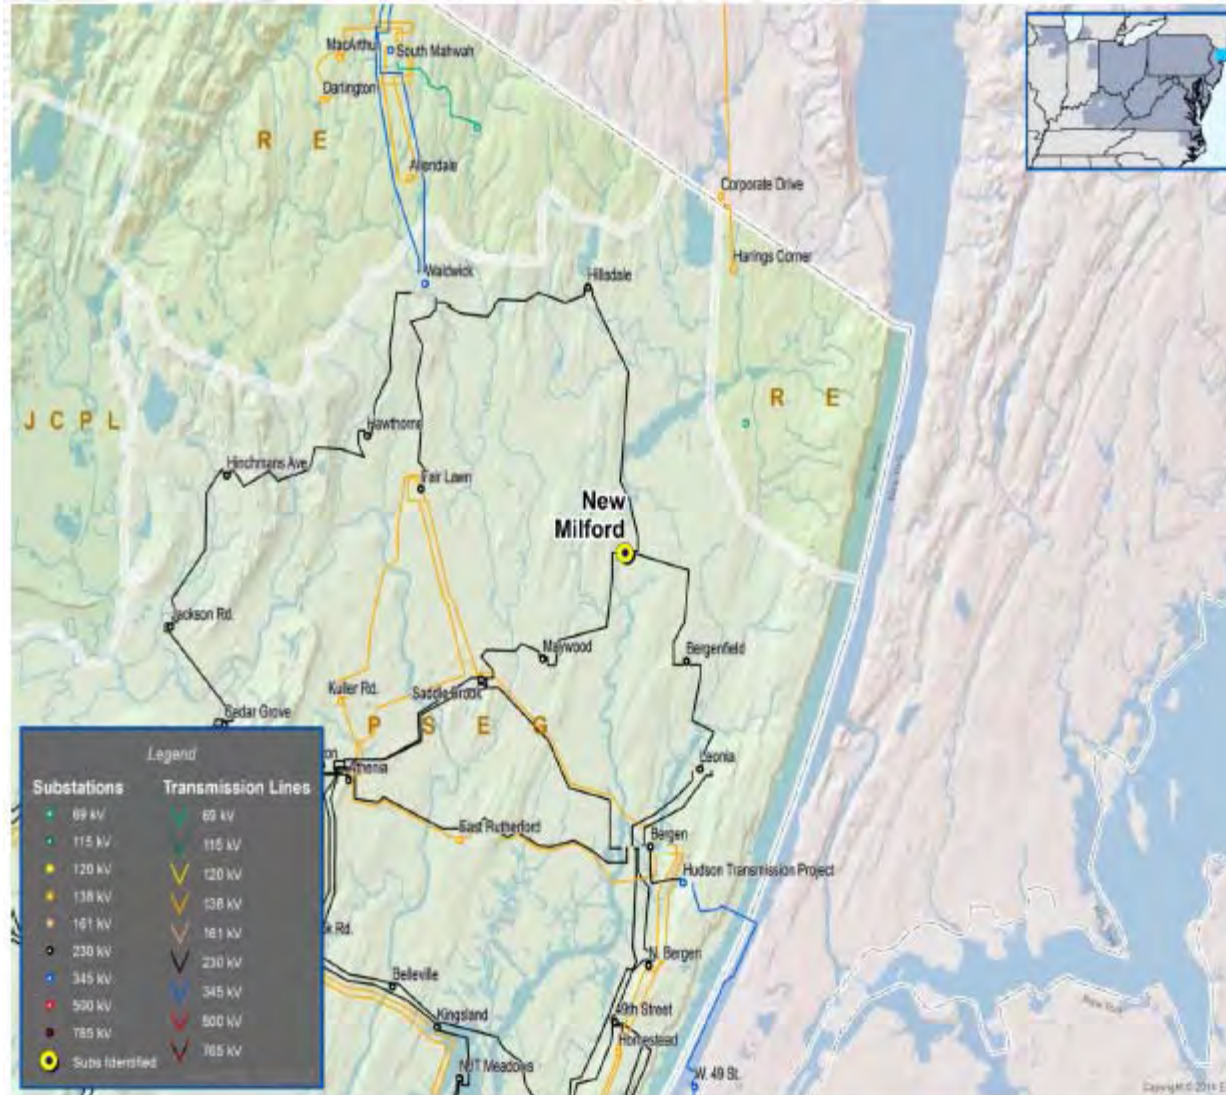 MacArthu
South Mahwah
Darlington
R E
Allendale
Corporate Drive
Harings Corner
Waldwick
Hillsdale
R E
J C P L
Hawthorne
Hinchmans Ave
Fair Lawn
New
Milford
Jackson Rd.
Maywood
Bergenfield
Kuller Rd.
Saddle Brook
Cedar Grove
P S E G
Athenia
Leonia
East Rutherford
Bergen
Hudson Transmission Project
N. Bergen
Belleville
49th Street
Kingsland
Homestead
NJT Meadows
W. 49 St.
Legend
Substations
Transmission Lines
69 kV
69 kV
115 kV
115 kV
120 kV
120 kV
138 kV
138 kV
161 kV
161 kV
230 kV
230 kV
345 kV
345 kV
500 kV
500 kV
765 kV
765 kV
Subs Identified
Copyright © 2014 E